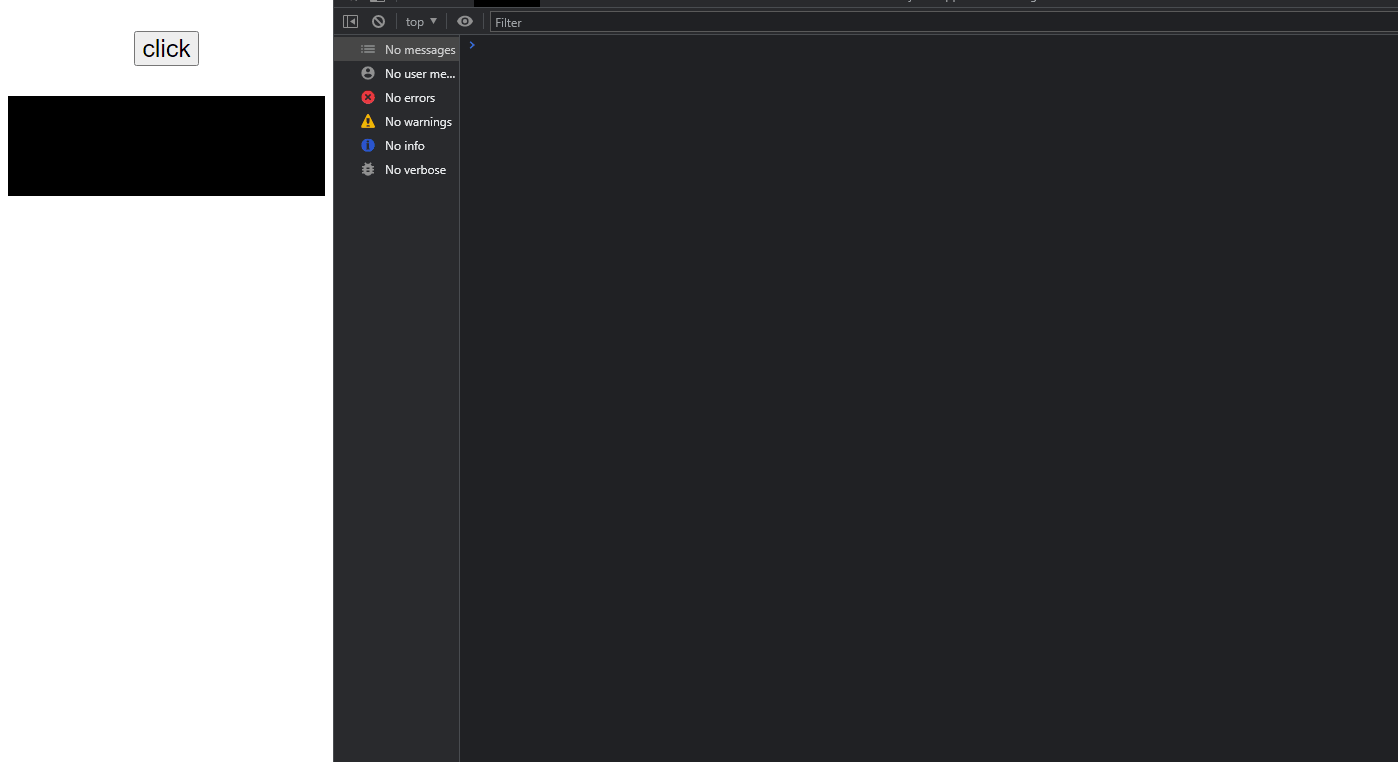 click
top
Filter
No messages
No user me...
No errors
No warnings
No info
No verbose